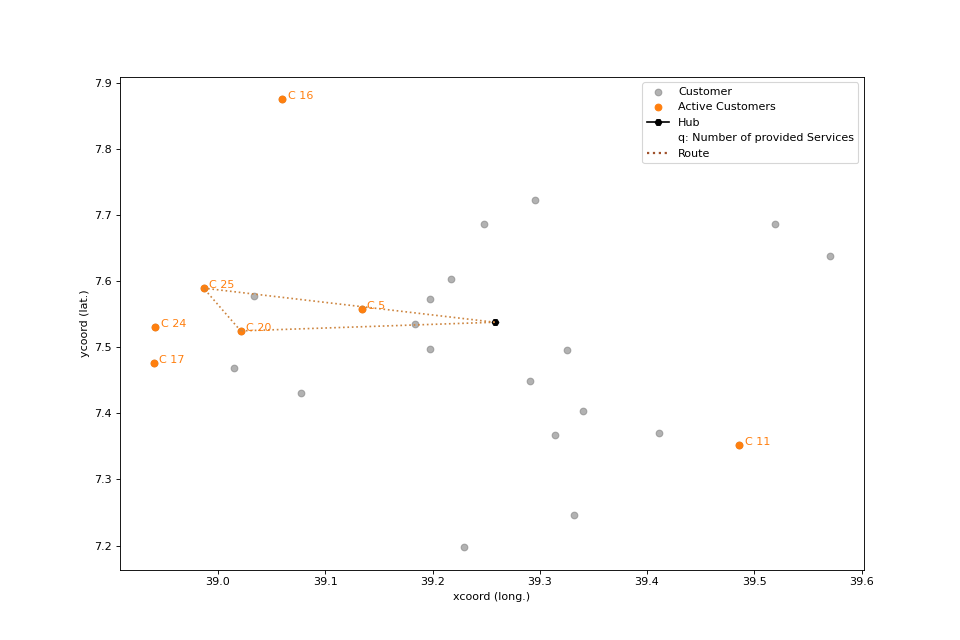 7.9
7.8
7.7
7.6
7.5
7.4
7.3
7.2
ycoord (lat.)
39.0 39.1 39.2 39.3 39.4 39.5 39.6
xcoord (long.)
Customer
Active Customers
Hub
q: Number of provided Services
Route
C 16
C 25
C 5
C 24
C 20
C 17
C 11